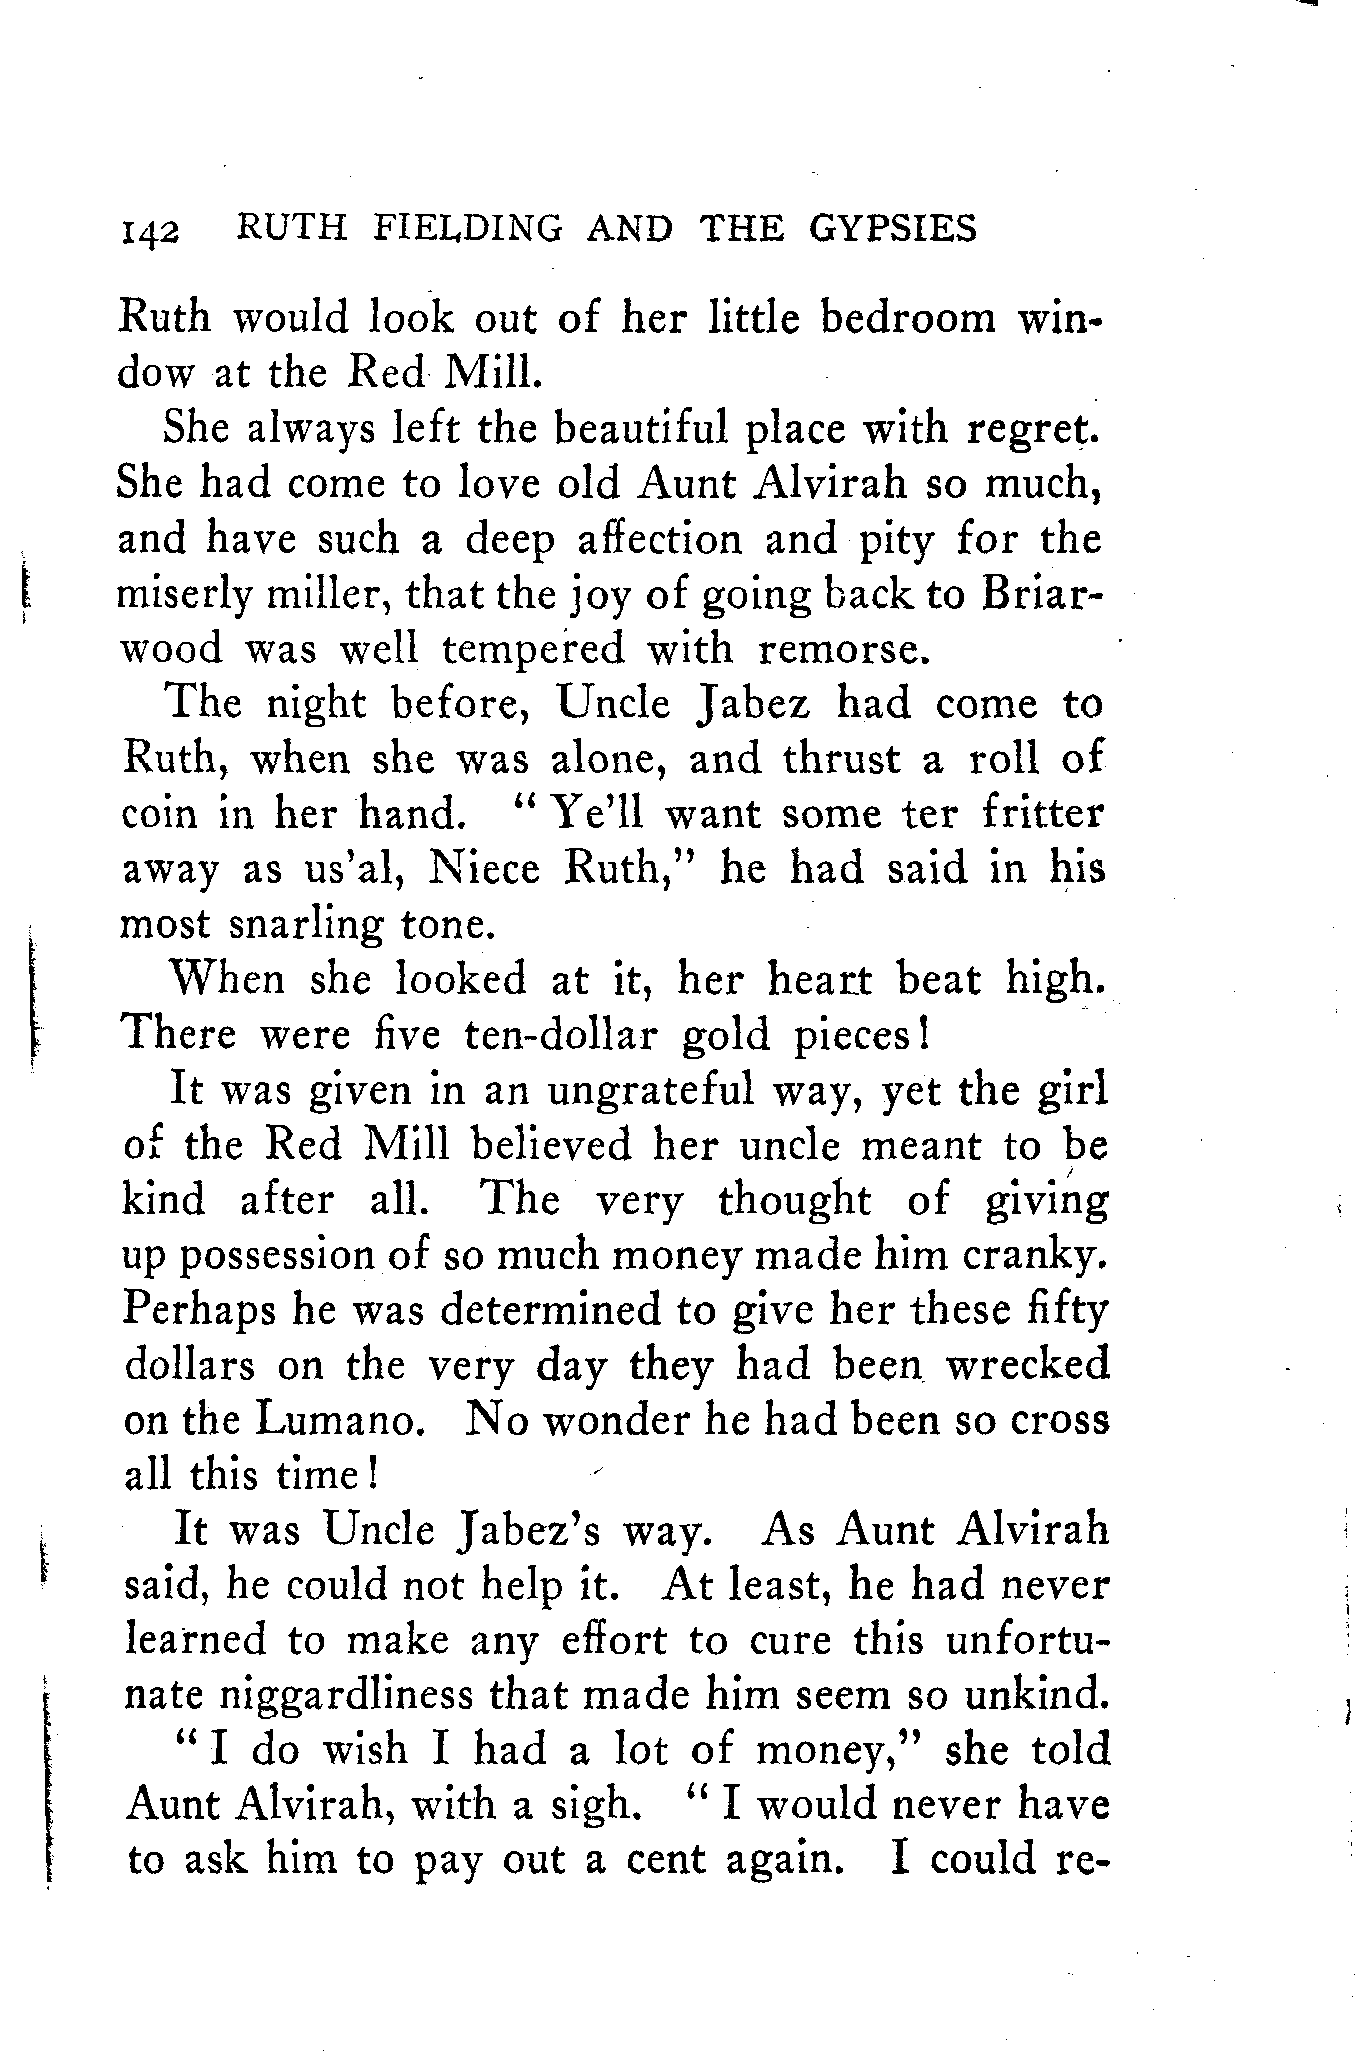 142 RUTH FIELDING AND THE GYPSIES
Ruth would look out of her little bedroom win-
dow at the Red Mill.
She always left the beautiful place with regret.
She had come to love old Aunt Alvirah so much,
and have such a deep affection and pity for the
miserly miller, that the joy of going back to Briar-
wood was well tempered with remorse.
The night before, Uncle Jabez had come to
Ruth, when she was alone, and thrust a roll of
coin in her hand. "Ye'll want some ter fritter
away as us'al, Niece Ruth," he had said in his
most snarling tone.
When she looked at it, her heart beat high.
There were five ten-dollar gold pieces!
It was given in an ungrateful way, yet the girl
of the Red Mill believed her uncle meant to be
kind after all. The very thought of giving
up possession of so much money made him cranky.
Perhaps he was determined to give her these fifty
dollars on the very day they had been wrecked
on the Lumano. No wonder he had been so cross
all this time!
It was Uncle Jabez's way. As Aunt Alvirah
said, he could not help it. At least, he had never
learned to make any effort to cure this unfortu-
nate niggardliness that made him seem so unkind.
"I do wish I had a lot of money," she told
Aunt Alvirah, with a sigh. "I would never have
to ask him to pay out a cent again. I could re-